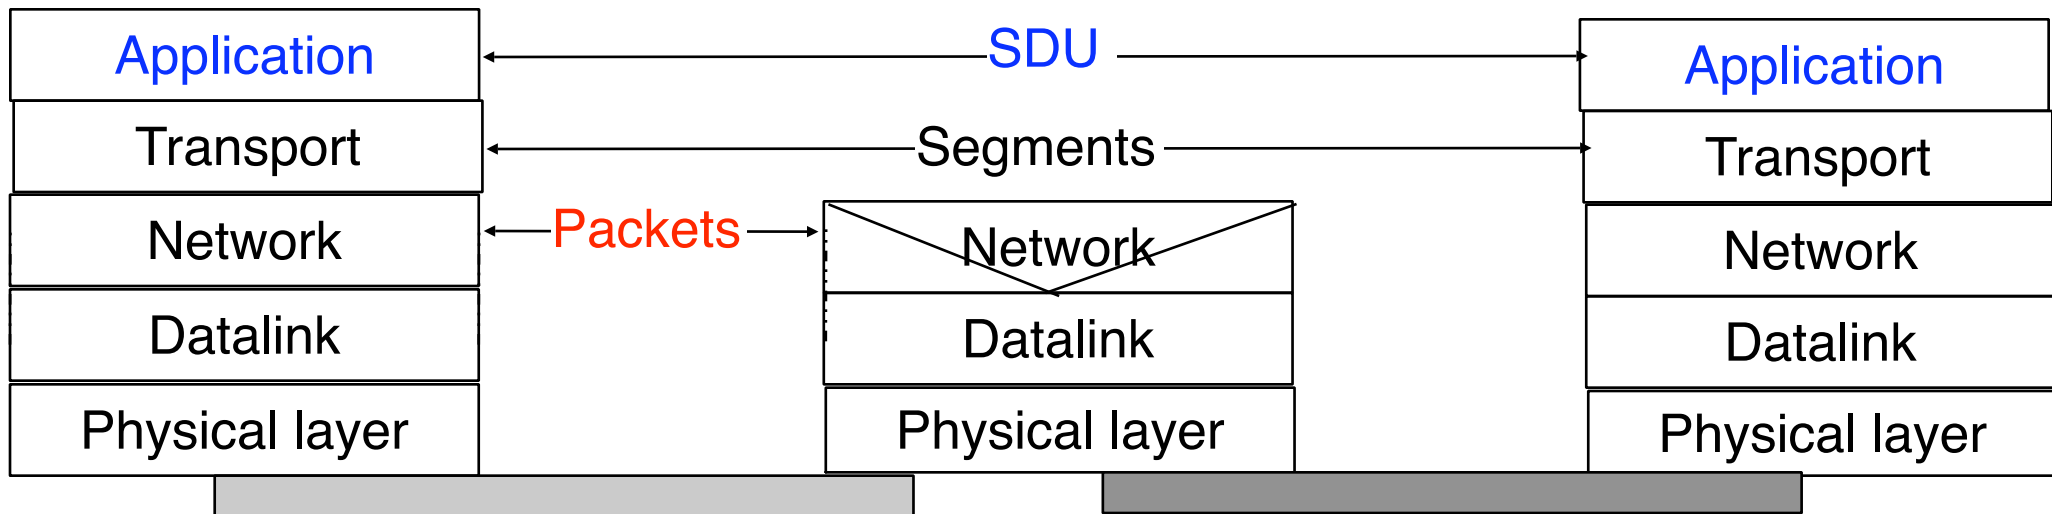 Application
SDU
Application
Transport
Segments
Transport
Network
Packets
Network
Network
Datalink
Datalink
Datalink
Physical layer
Physical layer
Physical layer